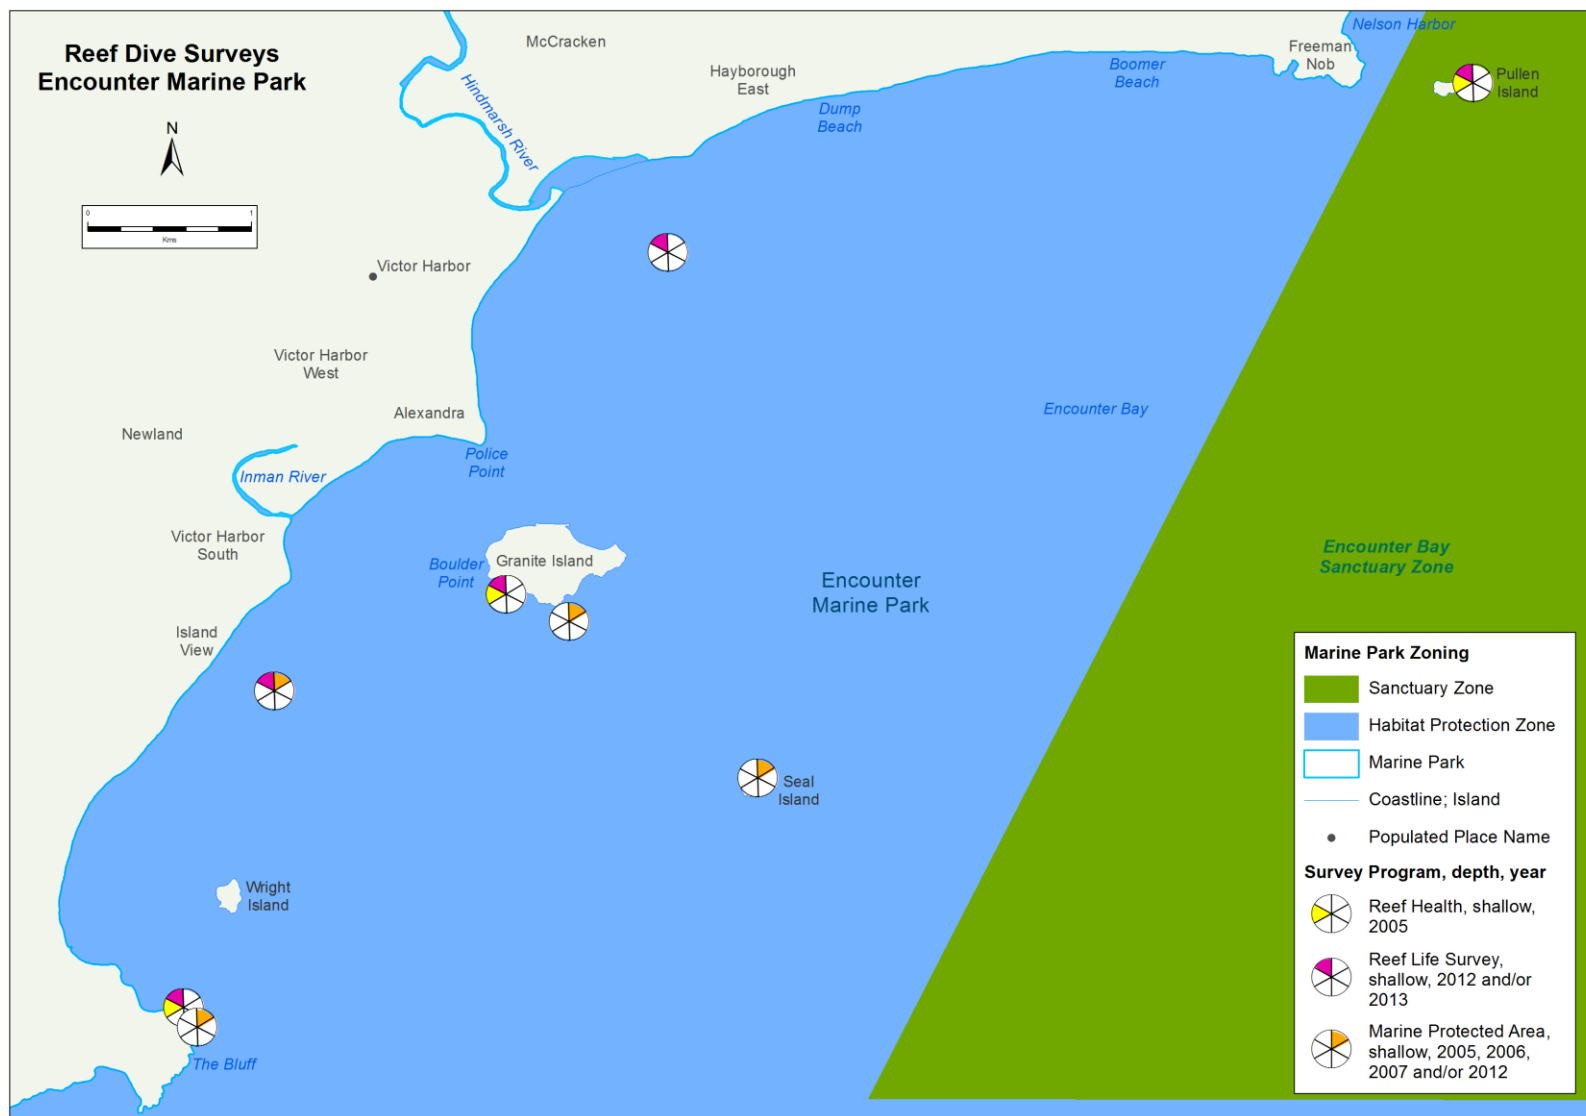 Reef Dive Surveys
Encounter Marine Park
N
0 1
Kms
McCracken
Hindmarsh River
Hayborough
East
Dump
Beach
Boomer
Beach
Nelson Harbor
Freeman
Nob
Pullen
Island
Victor Harbor
Victor Harbor
West
Alexandra
Newland
Police
Point
Inman River
Encounter Bay
Victor Harbor
South
Boulder
Point
Granite Island
Encounter
Marine Park
Encounter Bay
Sanctuary Zone
Island
View
Seal
Island
Wright
Island
The Bluff
Marine Park Zoning
Sanctuary Zone
Habitat Protection Zone
Marine Park
Coastline; Island
Populated Place Name
Survey Program, depth, year
Reef Health, shallow,
2005
Reef Life Survey,
shallow, 2012 and/or
2013
Marine Protected Area,
shallow, 2005, 2006,
2007 and/or 2012